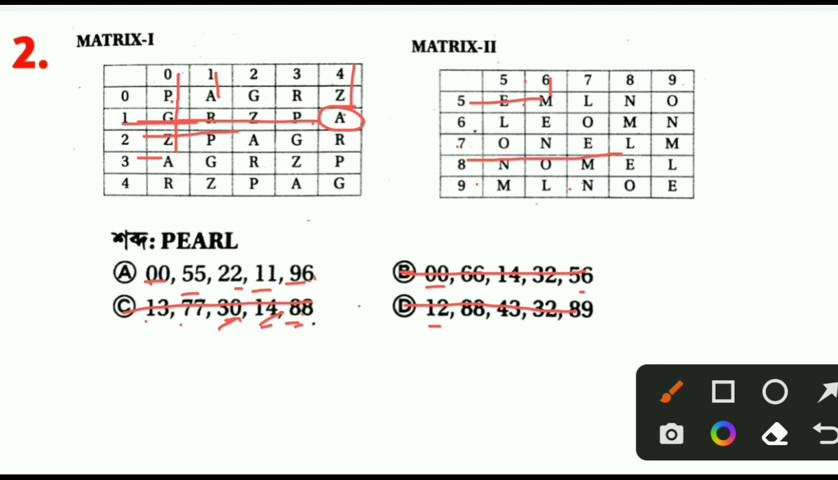 2.
MATRIX-I
0 1 2 3 4
0 P A G R Z
1 G R Z P A
2 Z P A G R
3 A G R Z P
4 R Z P A G
MATRIX-II
5 6 7 8 9
5 E M L N O
6 L E O M N
7 O N E L M
8 N O M E L
9 M L N O E
শব্দ: PEARL
A 00, 55, 22, 11, 96
B 00, 66, 14, 32, 56
C 13, 77, 30, 14, 88
D 12, 88, 43, 32, 89